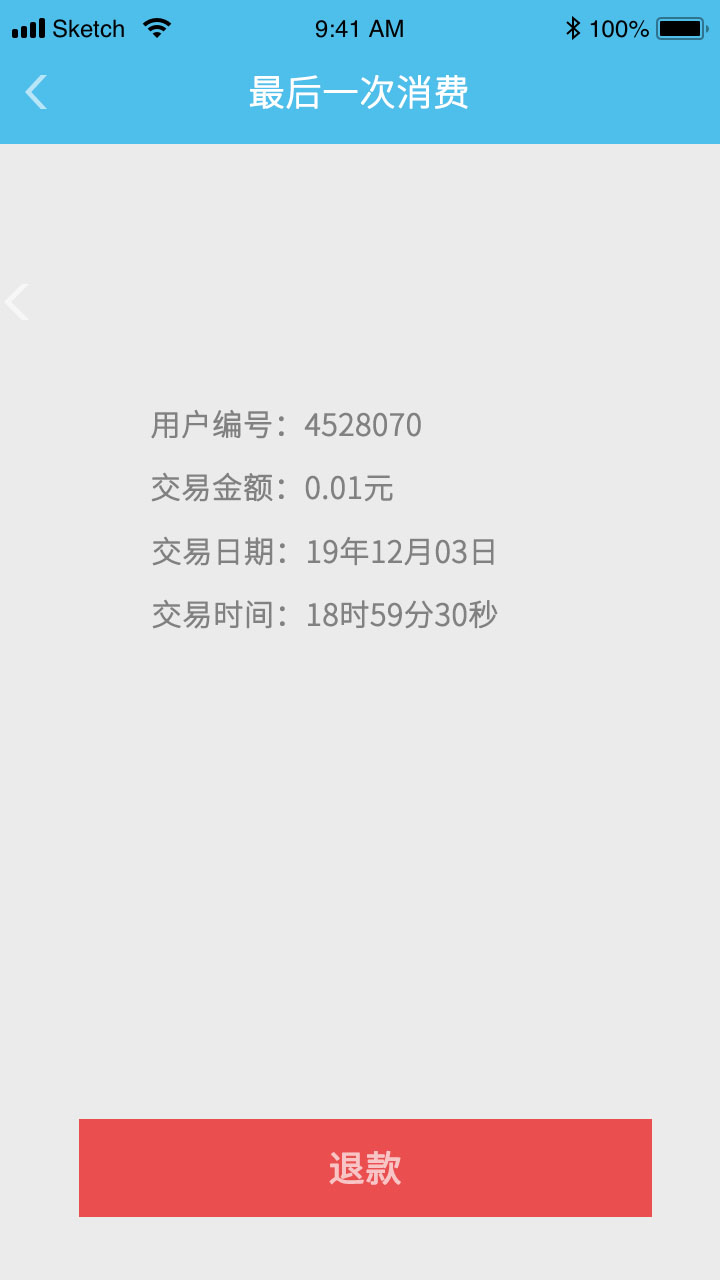 Sketch 9:41 AM 100%
最后一次消费
用户编号：4528070
交易金额：0.01元
交易日期：19年12月03日
交易时间：18时59分30秒
退款